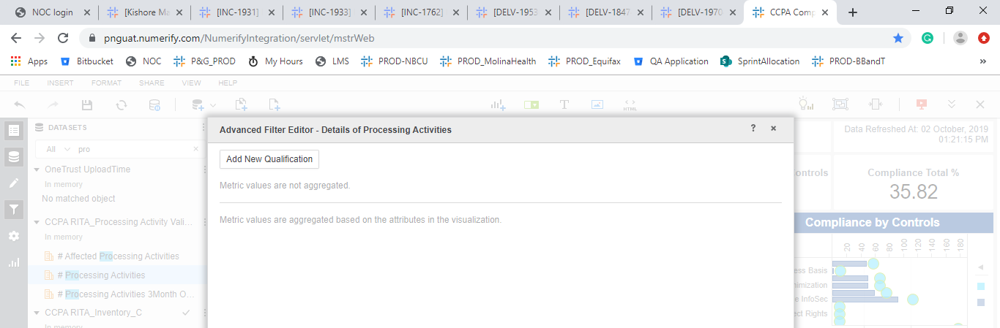 NOC login
[Kishore Ma
[INC-1931]
[INC-1933]
[INC-1762]
[DELV-1953
[DELV-1847
[DELV-1970
CCPA Comp
pnguat.numerify.com/NumerifyIntegration/servlet/mstrWeb
Apps
Bitbucket
NOC
P&G_PROD
My Hours
LMS
PROD-NBCU
PROD_MolinaHealth
PROD_Equifax
QA Application
SprintAllocation
PROD-BBandT
»
FILE
INSERT
FORMAT
SHARE
VIEW
HELP
T
HTML
DATASETS
All
pro
OneTrust UploadTime
In memory
No matched object
CCPA RITA_Processing Activity Vali...
In memory
# Affected Processing Activities
# Processing Activities
# Processing Activities 3Month O...
CCPA RITA_Inventory_C
In memory
Advanced Filter Editor - Details of Processing Activities
?
Add New Qualification
Metric values are not aggregated.
Metric values are aggregated based on the attributes in the visualization.
Data Refreshed At: 02 October, 2019
01:21:15 PM
ontrols
Compliance Total %
35.82
Compliance by Controls
20
40
60
80
100
120
140
160
180
ess Basis
nimization
e InfoSec
ect Rights